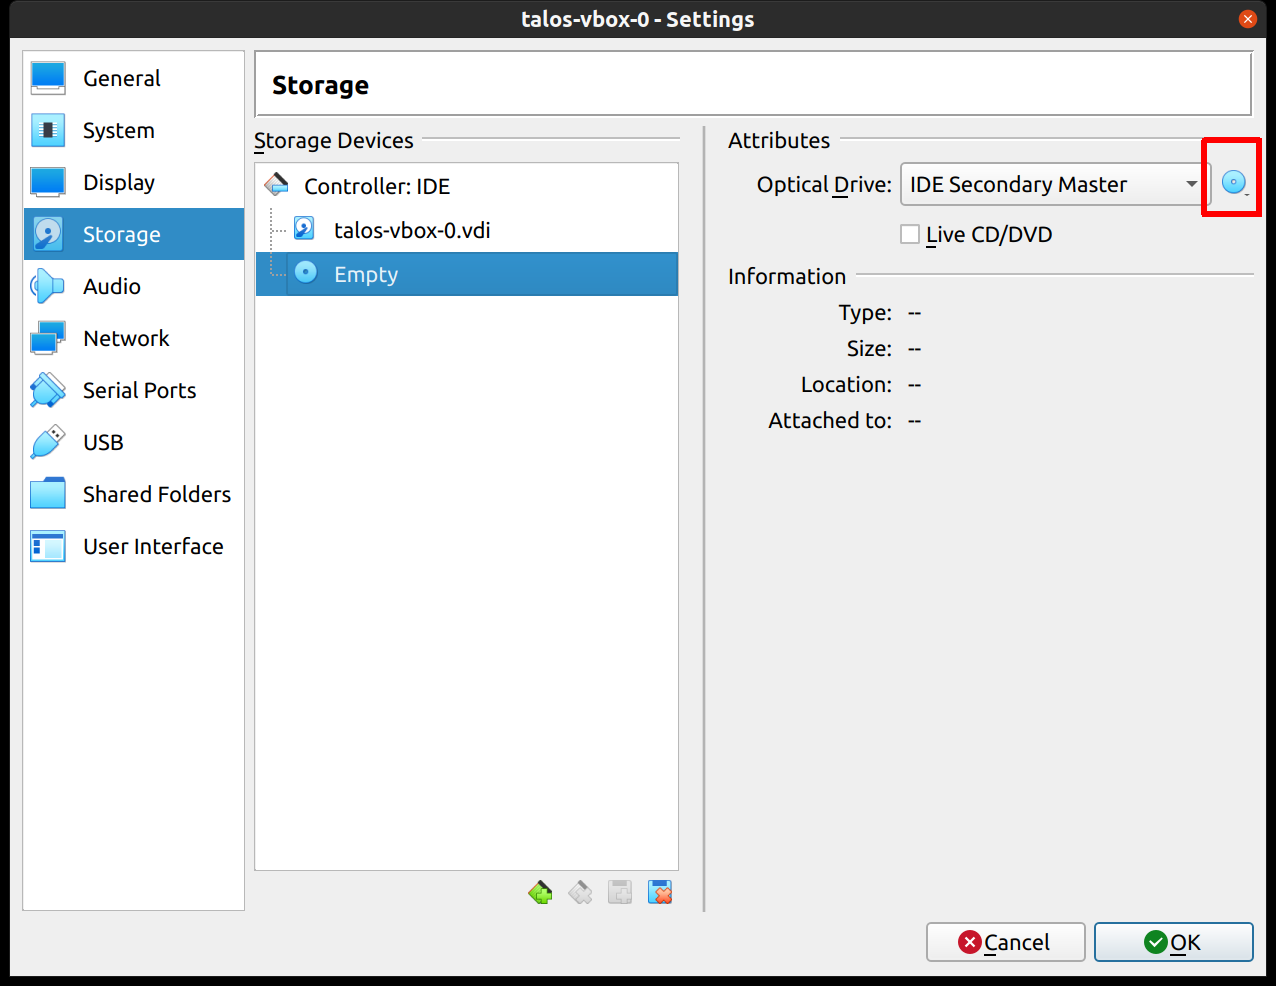 talos-vbox-0 - Settings
General
System
Display
Storage
Audio
Network
Serial Ports
USB
Shared Folders
User Interface
Storage
Storage Devices
Controller: IDE
talos-vbox-0.vdi
Empty
Attributes
Optical Drive: IDE Secondary Master
Live CD/DVD
Information
Type: --
Size: --
Location: --
Attached to: --
Cancel
OK